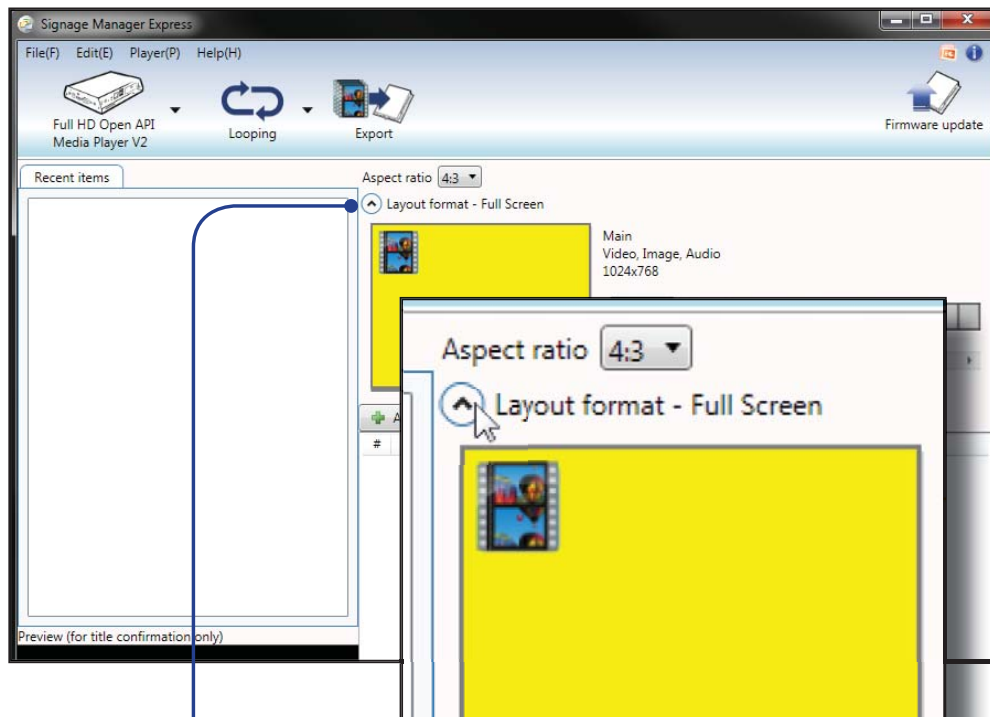 Signage Manager Express
File(F) Edit(E) Player(P) Help(H)
Full HD Open API
Media Player V2
Looping
Export
Firmware update
Recent items
Aspect ratio 4:3
Layout format - Full Screen
Main
Video, Image, Audio
1024x768
#
Preview (for title confirmation only)
Aspect ratio 4:3
Layout format - Full Screen